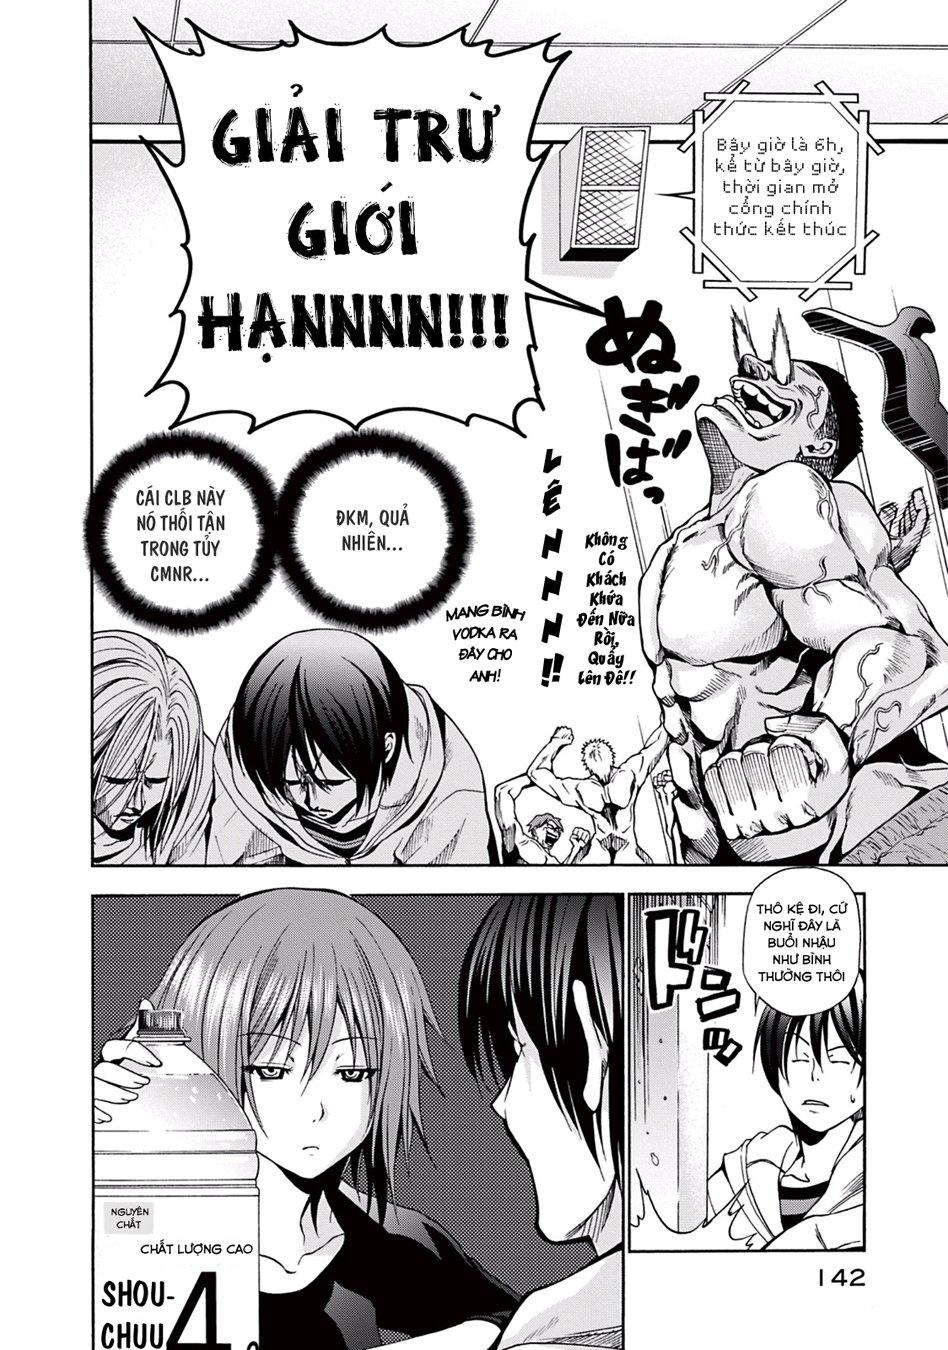 Bây giờ là 6h,
kể từ bây giờ,
thời gian mở
cổng chính
thức kết thúc
GIẢI TRỪ
GIỚI
HẠNNNN!!!
ぬぎばっ
Không
Có
Khách
Khứa
Đến Nữa
Rồi,
Quẩy
Lên Đê!!
LÊNNNN!!
MANG BÌNH
VODKA RA
ĐÂY CHO
ANH!
ĐKM, QUẢ
NHIÊN...
CÁI CLB NÀY
NÓ THỐI TẬN
TRONG TỦY
CMNR...
THÔ KỆ ĐI, CỨ
NGHĨ ĐÂY LÀ
BUỔI NHẬU
NHƯ BÌNH
THƯỜNG THÔI
ドンッ
NGUYÊN
CHẤT
CHẤT LƯỢNG CAO
SHOU-
CHUU
4
142